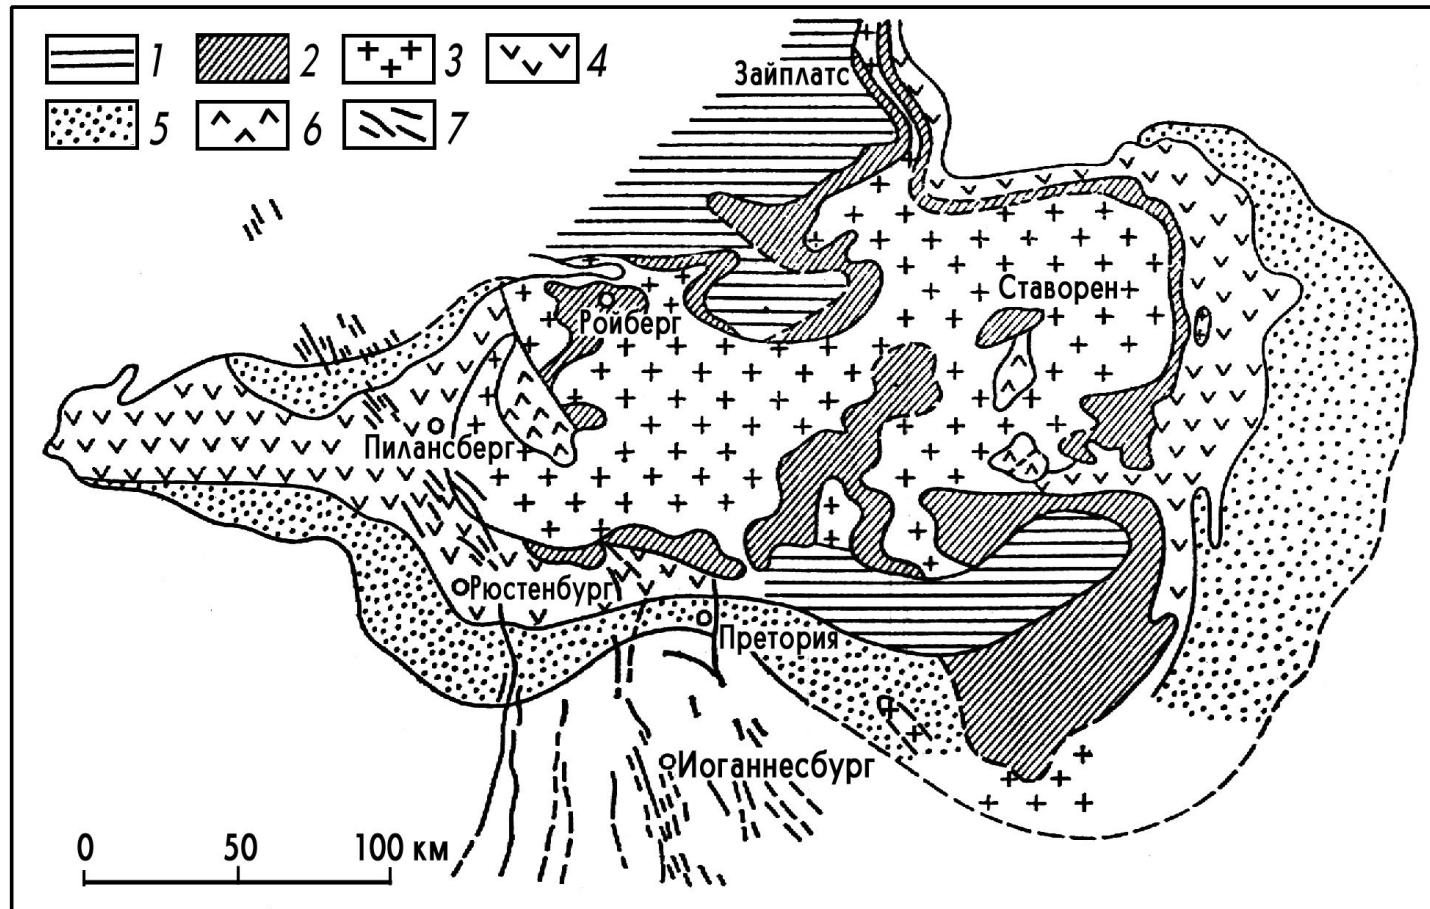 1 2 3 4
5 6 7
Зайплатс
Ставорен
Ройберг
Пилансберг
Рюстенбург
Претория
Иоганнесбург
0 50 100 км